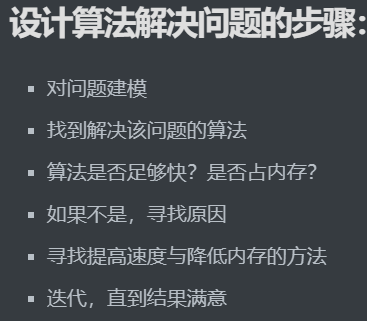 设计算法解决问题的步骤：
对问题建模
找到解决该问题的算法
算法是否足够快？是否占内存？
如果不是，寻找原因
寻找提高速度与降低内存的方法
迭代，直到结果满意